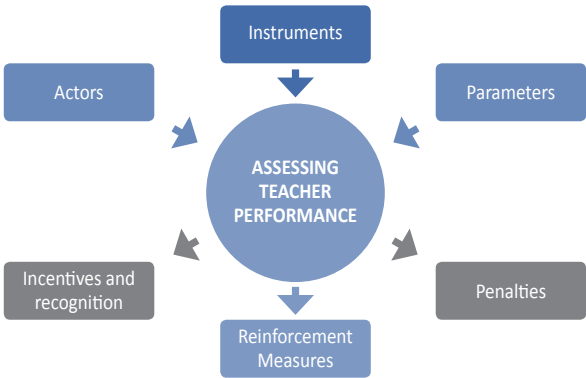 Instruments
Actors
Parameters
ASSESSING
TEACHER
PERFORMANCE
Incentives and
recognition
Penalties
Reinforcement
Measures